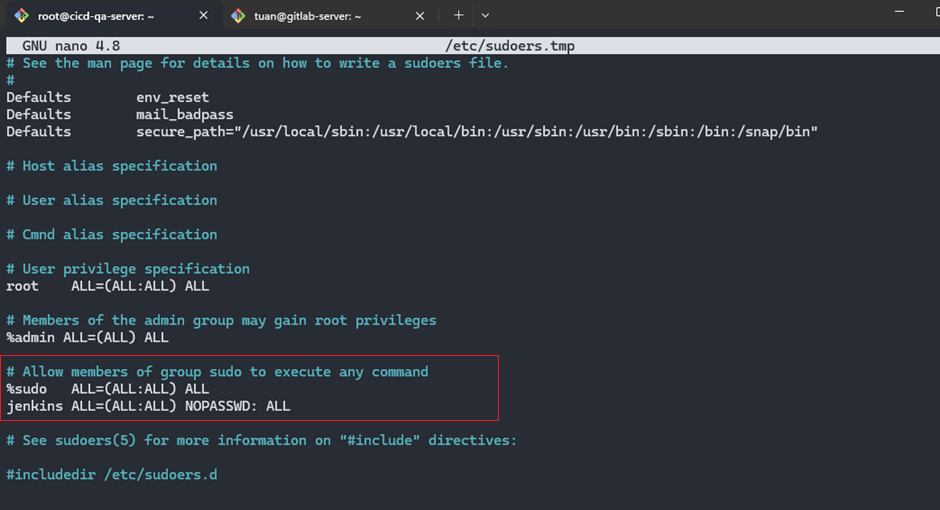 root@cicd-qa-server: ~
tuan@gitlab-server: ~
GNU nano 4.8 /etc/sudoers.tmp
# See the man page for details on how to write a sudoers file.
#
Defaults env_reset
Defaults mail_badpass
Defaults secure_path="/usr/local/sbin:/usr/local/bin:/usr/sbin:/usr/bin:/sbin:/bin:/snap/bin"
# Host alias specification
# User alias specification
# Cmnd alias specification
# User privilege specification
root ALL=(ALL:ALL) ALL
# Members of the admin group may gain root privileges
%admin ALL=(ALL) ALL
# Allow members of group sudo to execute any command
%sudo ALL=(ALL:ALL) ALL
jenkins ALL=(ALL:ALL) NOPASSWD: ALL
# See sudoers(5) for more information on "#include" directives:
#includedir /etc/sudoers.d